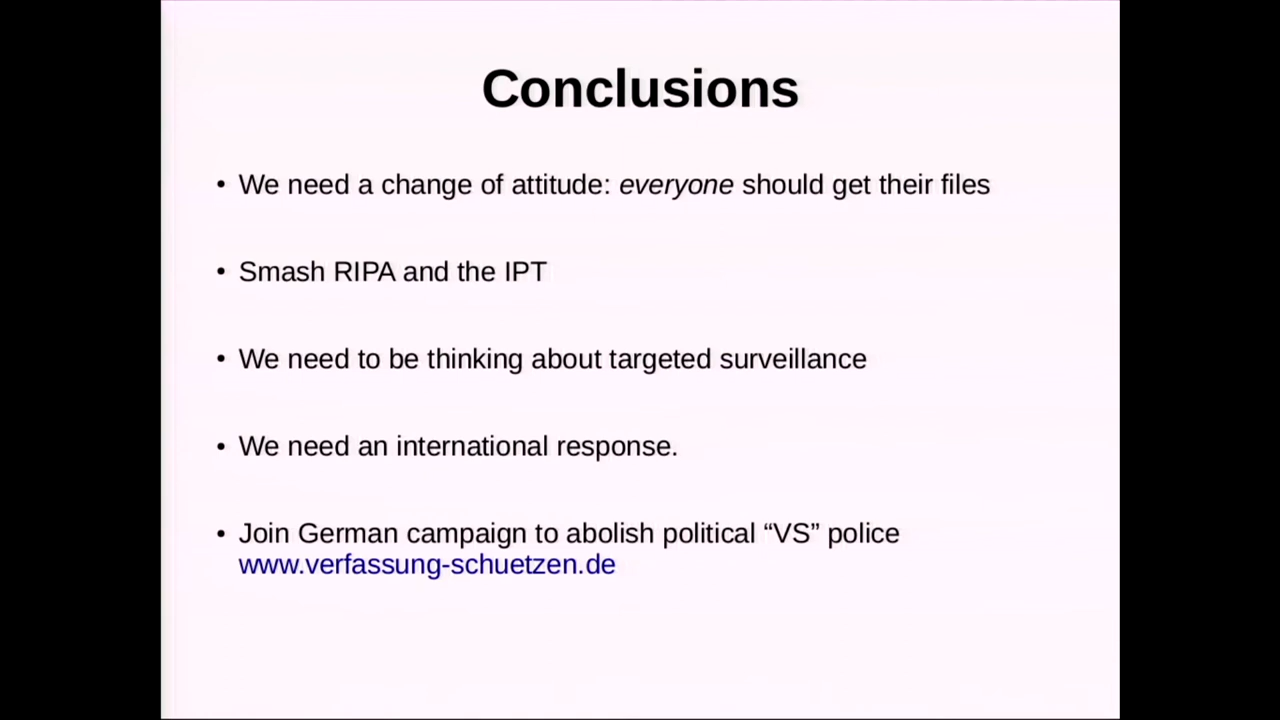 Conclusions
• We need a change of attitude: everyone should get their files
• Smash RIPA and the IPT
• We need to be thinking about targeted surveillance
• We need an international response.
• Join German campaign to abolish political “VS” police
www.verfassung-schuetzen.de